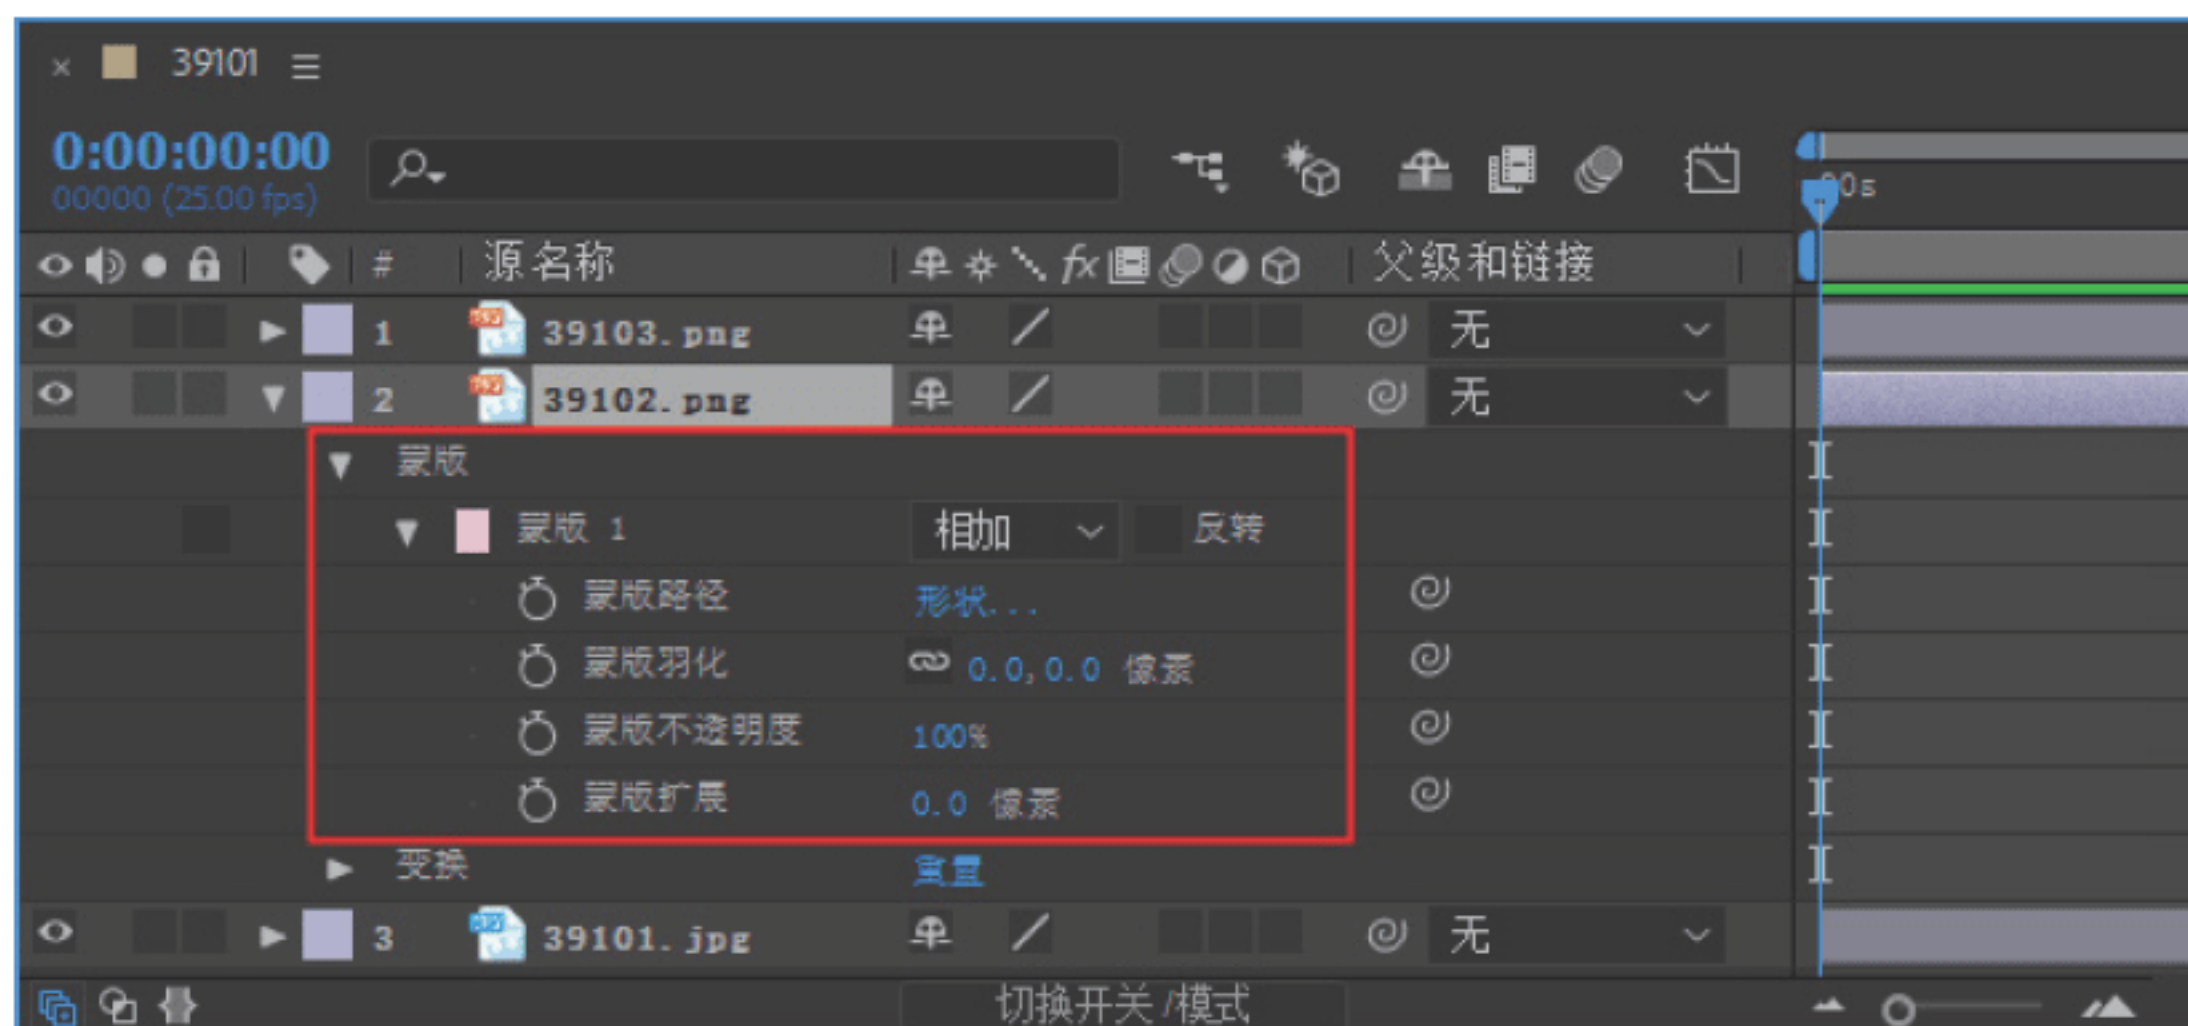 39101
0:00:00:00
00000 (25.00 fps)
00s
# 源名称 fx 父级和链接
1 39103.png 无
2 39102.png 无
蒙版
蒙版 1 相加 反转
蒙版路径 形状...
蒙版羽化 0.0,0.0 像素
蒙版不透明度 100%
蒙版扩展 0.0 像素
变换 重置
3 39101.jpg 无
切换开关/模式